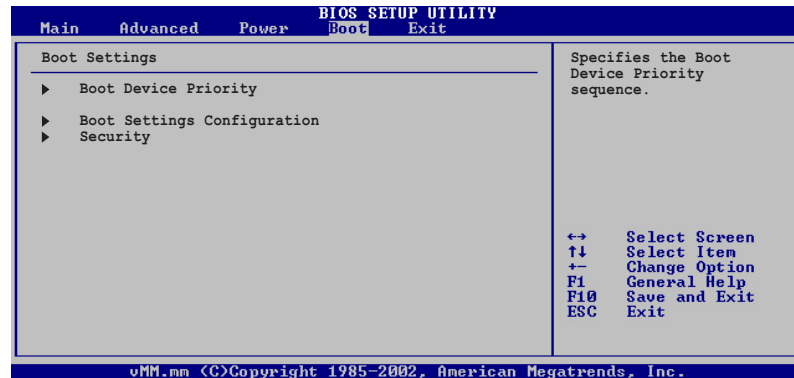 BIOS SETUP UTILITY
Main Advanced Power Boot Exit
Boot Settings
Boot Device Priority
Boot Settings Configuration
Security
Specifies the Boot
Device Priority
sequence.
←→ Select Screen
↑↓ Select Item
+- Change Option
F1 General Help
F10 Save and Exit
ESC Exit
vMM.mm (C)Copyright 1985-2002, American Megatrends, Inc.